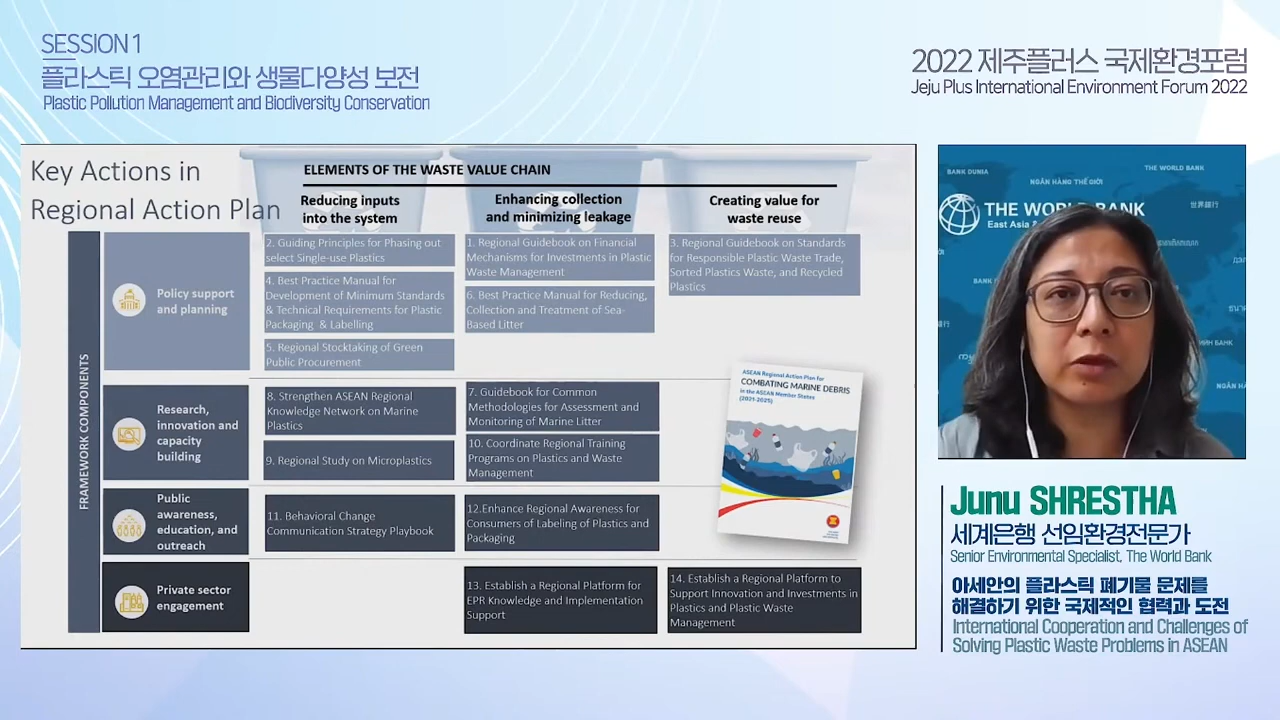 SESSION 1
플라스틱 오염관리와 생물다양성 보전
Plastic Pollution Management and Biodiversity Conservation
2022 제주플러스 국제환경포럼
Jeju Plus International Environment Forum 2022
Key Actions in
Regional Action Plan
ELEMENTS OF THE WASTE VALUE CHAIN
Reducing inputs
into the system
Enhancing collection
and minimizing leakage
Creating value for
waste reuse
FRAMEWORK COMPONENTS
Policy support
and planning
2. Guiding Principles for Phasing out
select Single-use Plastics
4. Best Practice Manual for
Development of Minimum Standards
& Technical Requirements for Plastic
Packaging & Labelling
5. Regional Stocktaking of Green
Public Procurement
1. Regional Guidebook on Financial
Mechanisms for Investments in Plastic
Waste Management
6. Best Practice Manual for Reducing,
Collection and Treatment of Sea-
Based Litter
3. Regional Guidebook on Standards
for Responsible Plastic Waste Trade,
Sorted Plastics Waste, and Recycled
Plastics
Research,
innovation and
capacity
building
8. Strengthen ASEAN Regional
Knowledge Network on Marine
Plastics
9. Regional Study on Microplastics
7. Guidebook for Common
Methodologies for Assessment and
Monitoring of Marine Litter
10. Coordinate Regional Training
Programs on Plastics and Waste
Management
Public
awareness,
education, and
outreach
11. Behavioral Change
Communication Strategy Playbook
12.Enhance Regional Awareness for
Consumers of Labeling of Plastics and
Packaging
Private sector
engagement
13. Establish a Regional Platform for
EPR Knowledge and Implementation
Support
14. Establish a Regional Platform to
Support Innovation and Investments in
Plastics and Plastic Waste
Management
ASEAN Regional Action Plan for
COMBATING MARINE DEBRIS
in the ASEAN Member States
(2021-2025)
BANK DUNIA
THE WORLD BANK
NGÂN HÀNG THẾ GIỚI
THE WORLD BANK
East Asia &
世界銀行
Junu SHRESTHA
세계은행 선임환경전문가
Senior Environmental Specialist, The World Bank
아세안의 플라스틱 폐기물 문제를
해결하기 위한 국제적인 협력과 도전
International Cooperation and Challenges of
Solving Plastic Waste Problems in ASEAN